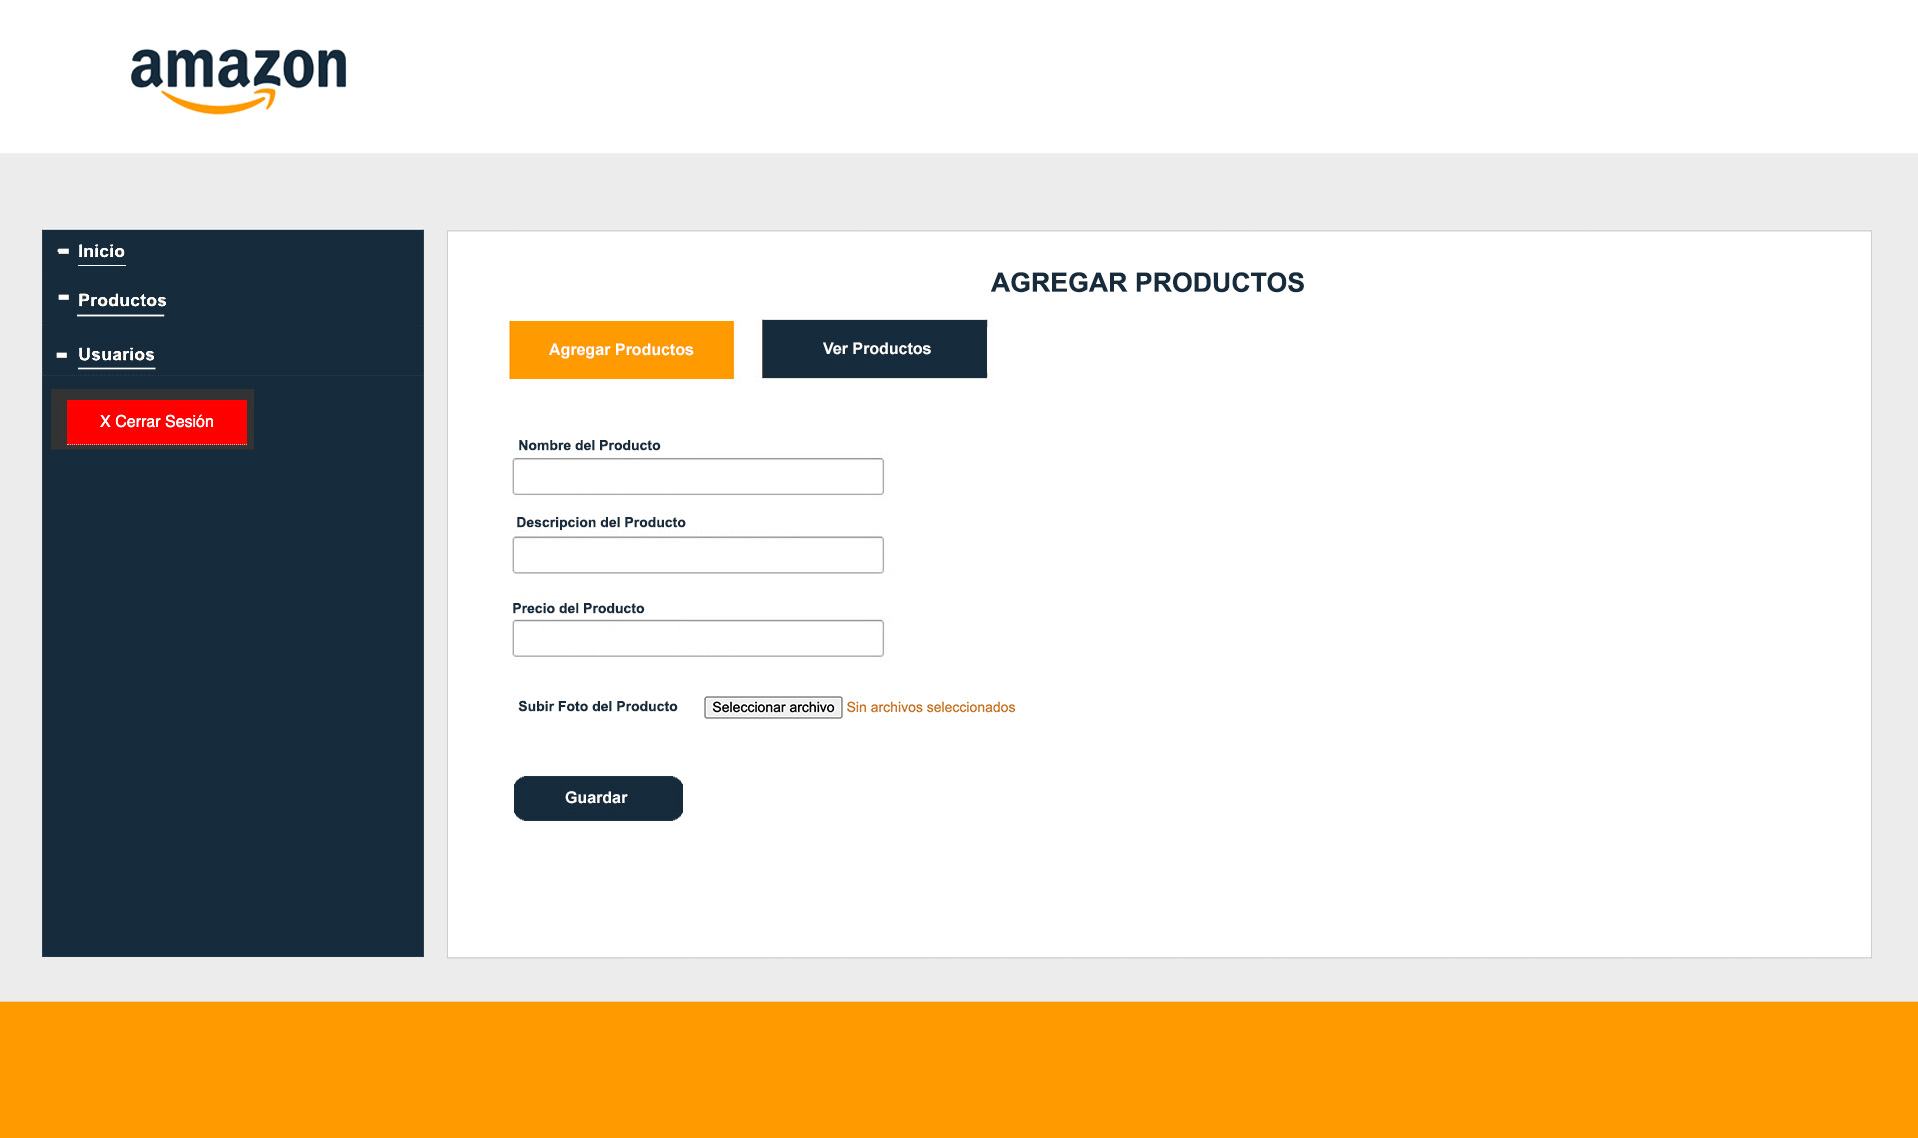 amazon
- Inicio
- Productos
- Usuarios
X Cerrar Sesión
AGREGAR PRODUCTOS
Agregar Productos
Ver Productos
Nombre del Producto
Descripcion del Producto
Precio del Producto
Subir Foto del Producto Seleccionar archivo Sin archivos seleccionados
Guardar